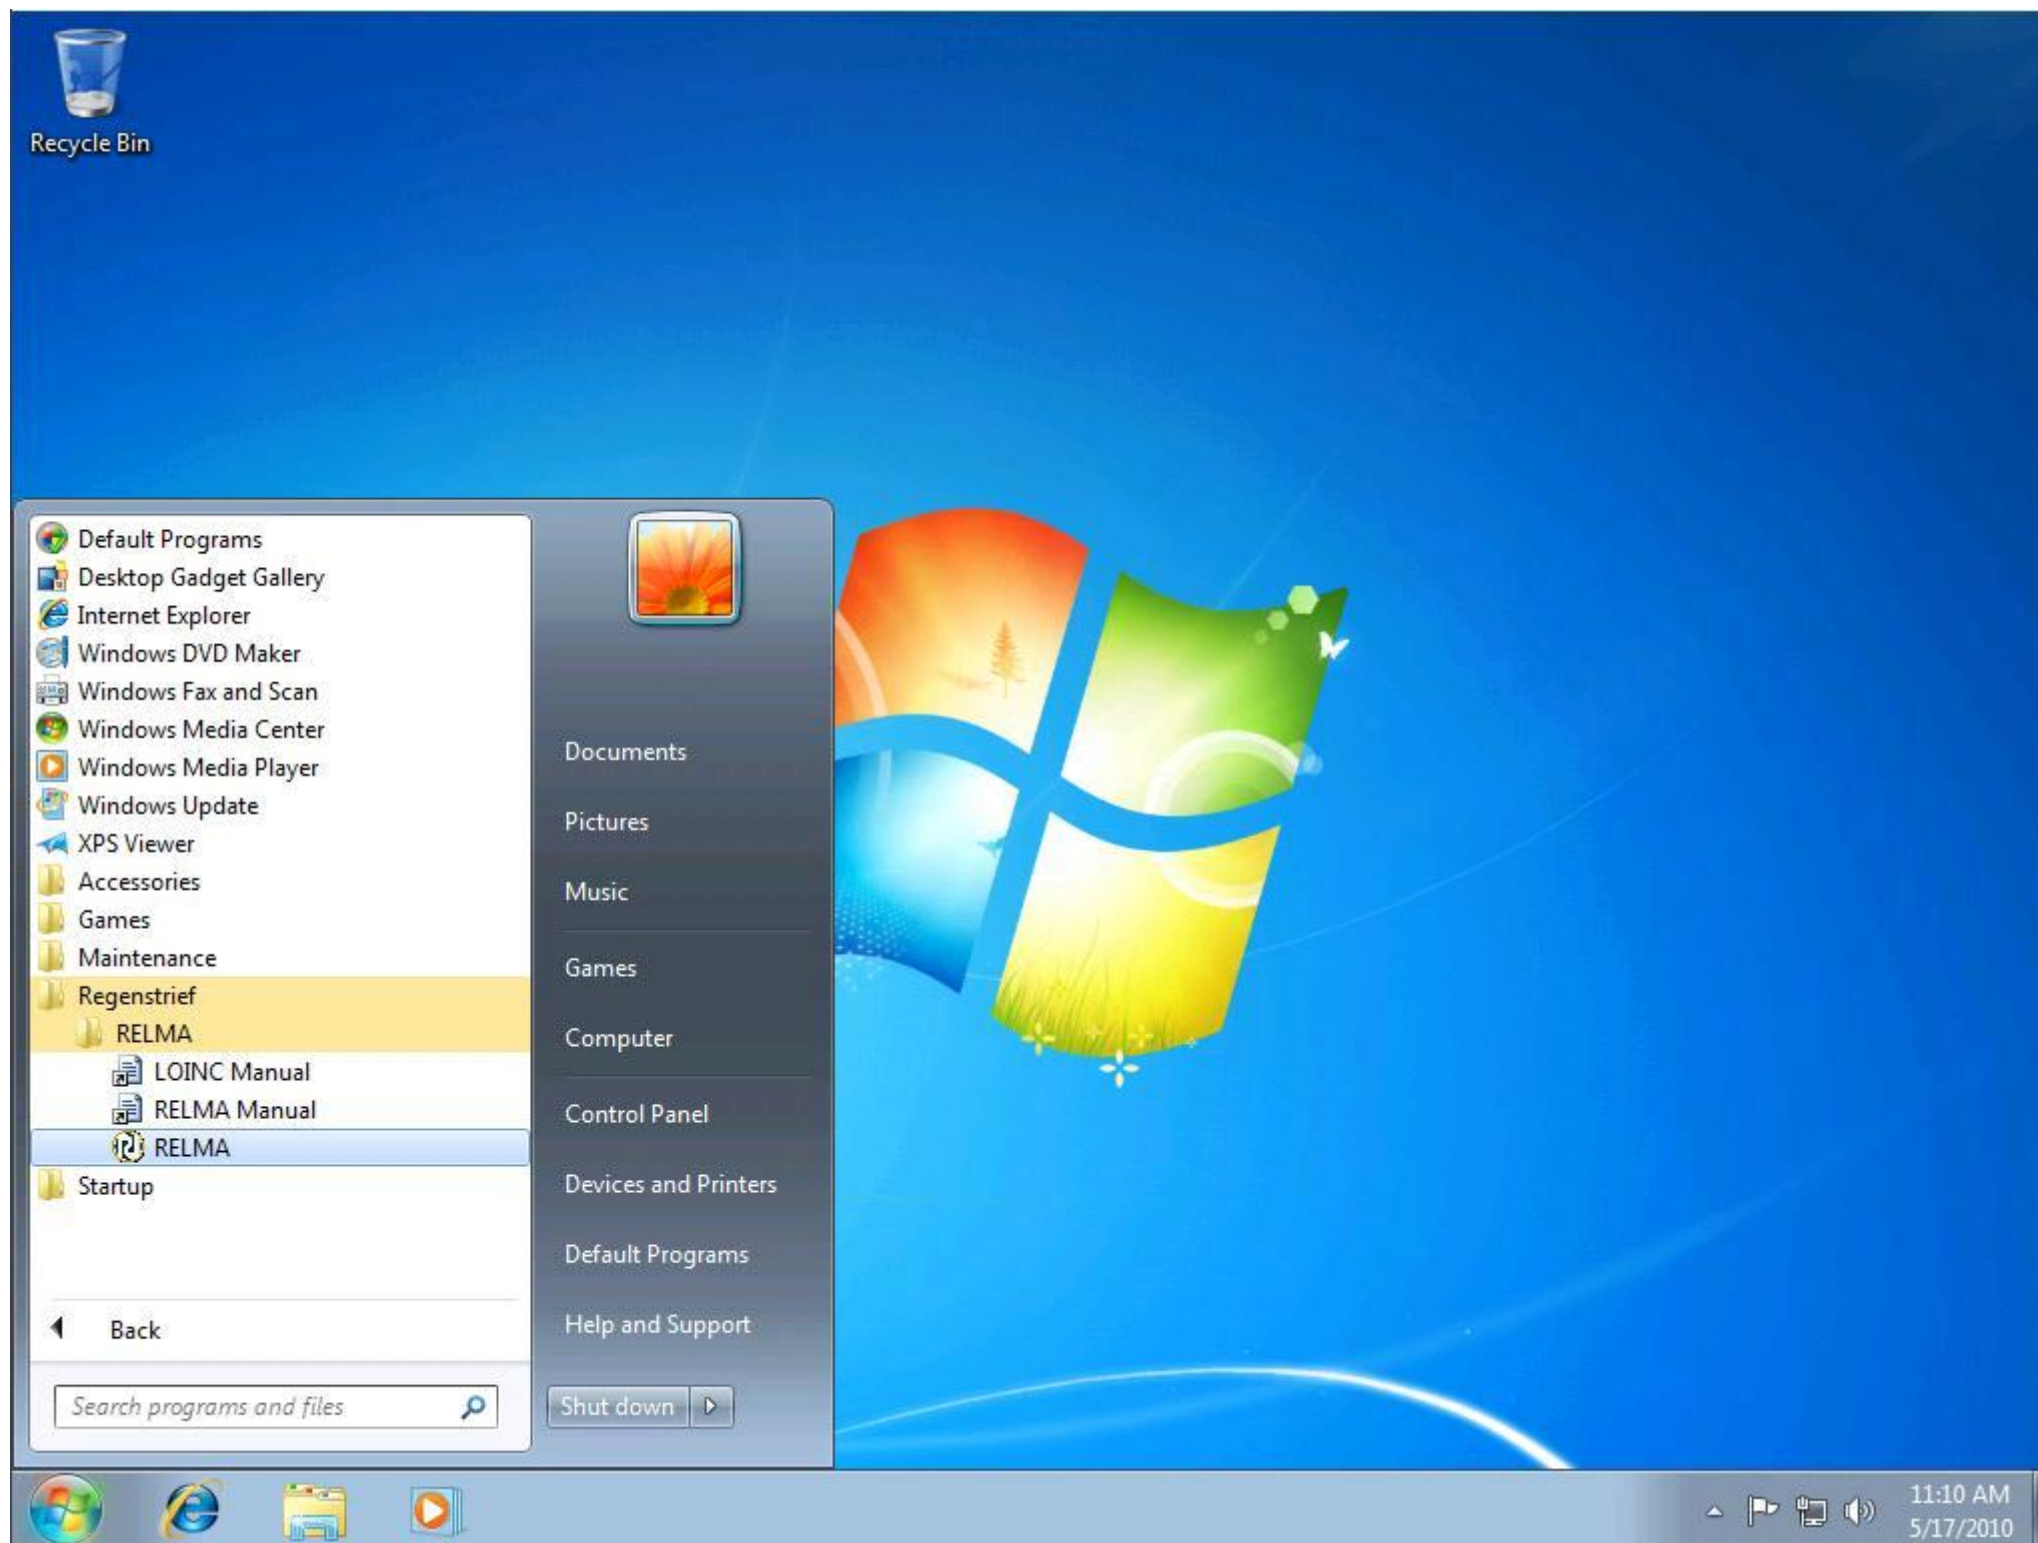 Recycle Bin
Default Programs
Desktop Gadget Gallery
Internet Explorer
Windows DVD Maker
Windows Fax and Scan
Windows Media Center
Windows Media Player
Windows Update
XPS Viewer
Accessories
Games
Maintenance
Regenstrief
RELMA
LOINC Manual
RELMA Manual
RELMA
Startup
Back
Search programs and files
Documents
Pictures
Music
Games
Computer
Control Panel
Devices and Printers
Default Programs
Help and Support
Shut down
11:10 AM
5/17/2010